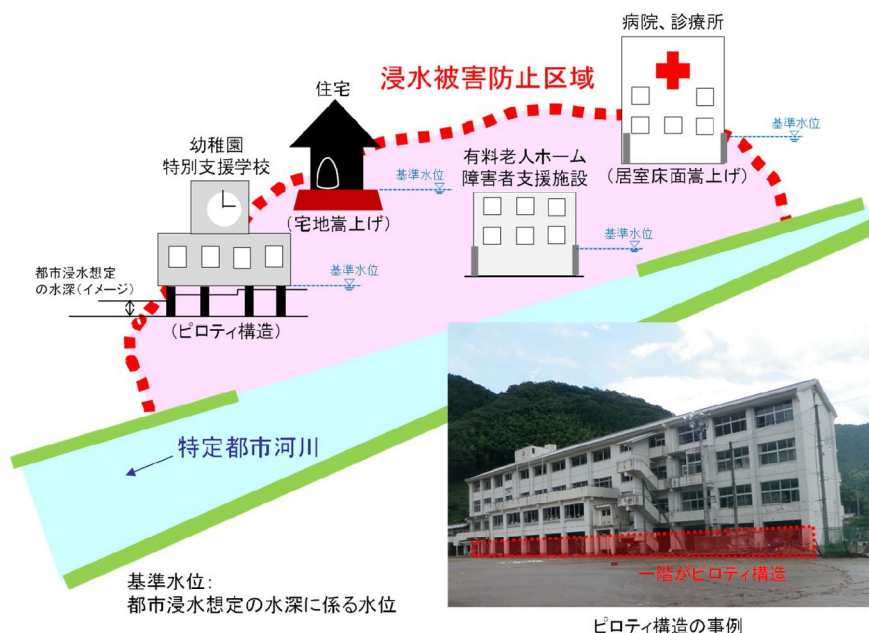 病院、診療所
浸水被害防止区域
住宅
基準水位
幼稚園
特別支援学校
有料老人ホーム
障害者支援施設
基準水位
(居室床面嵩上げ)
(宅地嵩上げ)
基準水位
都市浸水想定
の水深(イメージ)
基準水位
(ピロティ構造)
特定都市河川
一階がピロティ構造
基準水位:
都市浸水想定の水深に係る水位
ピロティ構造の事例